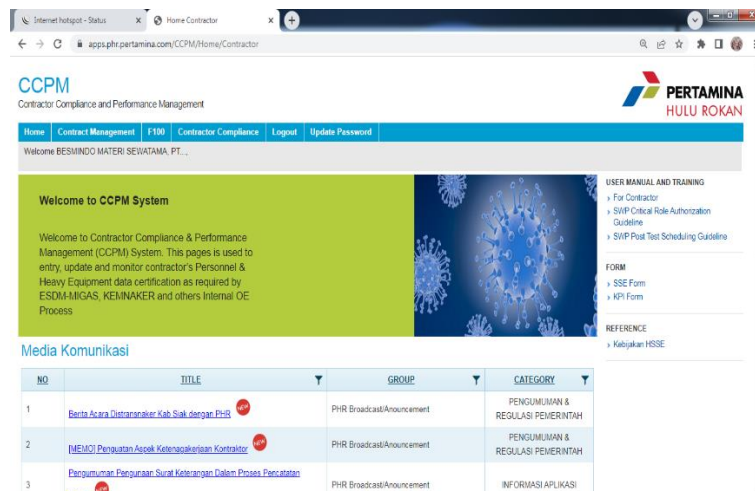 Internet hotspot - Status
Home Contractor
apps.phr.pertamina.com/CCPM/Home/Contractor
CCPM
Contractor Compliance and Performance Management
PERTAMINA
HULU ROKAN
Home Contract Management F100 Contractor Compliance Logout Update Password
Welcome BESMINDO MATERI SEWATAMA, PT...,
Welcome to CCPM System
Welcome to Contractor Compliance & Performance
Management (CCPM) System. This pages is used to
entry, update and monitor contractor's Personnel &
Heavy Equipment data certification as required by
ESDM-MIGAS, KEMNAKER and others Internal OE
Process
USER MANUAL AND TRAINING
For Contractor
SWP Critical Role Authorization
Guideline
SWP Post Test Scheduling Guideline
FORM
SSE Form
KPI Form
REFERENCE
Kebijakan HSSE
Media Komunikasi
NO TITLE GROUP CATEGORY
1 Berita Acara Distransnaker Kab Siak dengan PHR NEW PHR Broadcast/Anouncement PENGUMUMAN &
REGULASI PEMERINTAH
2 [MEMO] Penguatan Aspek Ketenagakerjaan Kontraktor NEW PHR Broadcast/Anouncement PENGUMUMAN &
REGULASI PEMERINTAH
Pengumuman Pengunaan Surat Keterangan Dalam Proses Pencatatan
3 PHR Broadcast/Anouncement INFORMASI APLIKASI